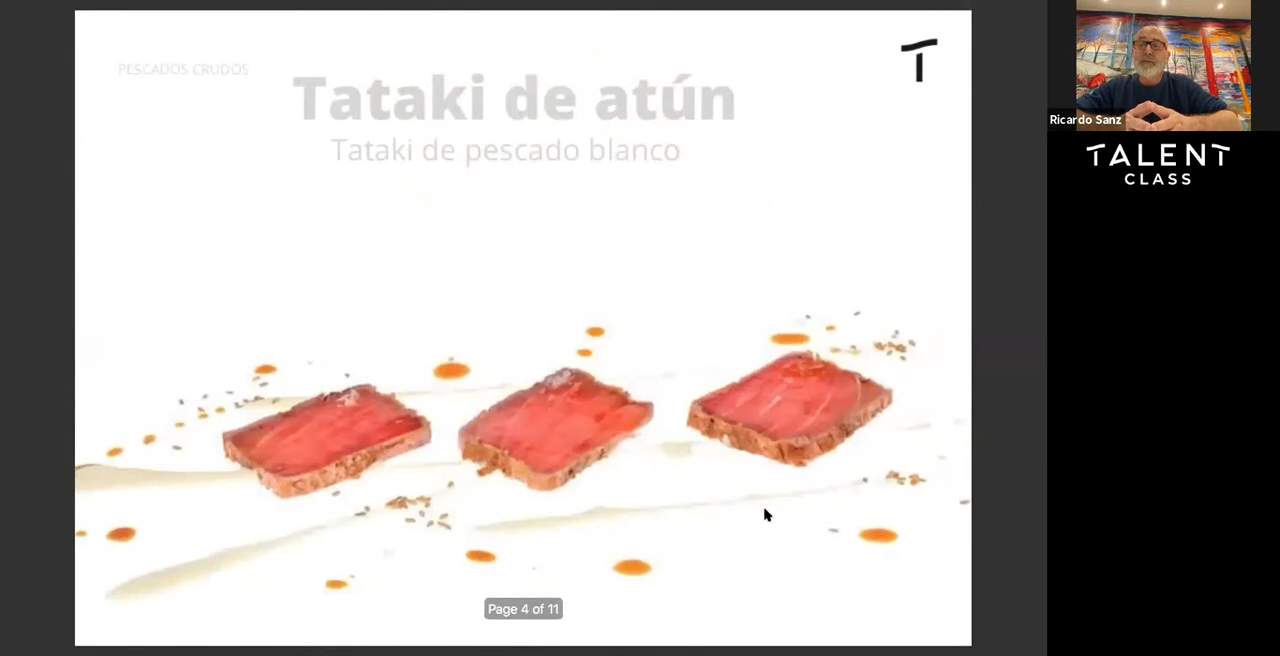 PESCADOS CRUDOS
T
Tataki de atún
Tataki de pescado blanco
Page 4 of 11
Ricardo Sanz
TALENT
CLASS